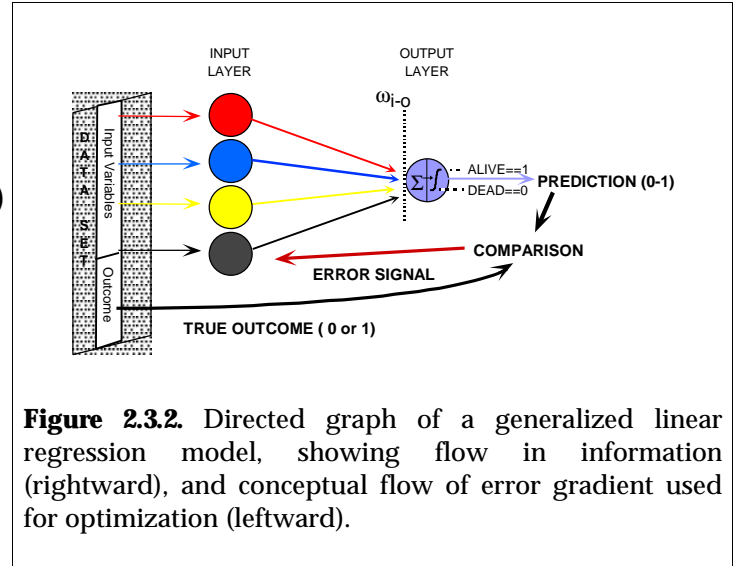 INPUT
LAYER
OUTPUT
LAYER
ω i-O
DATA SET
Input Variables
Outcome
Σ→∫
ALIVE==1
DEAD==0
PREDICTION (0-1)
COMPARISON
ERROR SIGNAL
TRUE OUTCOME ( 0 or 1)
)
Figure 2.3.2. Directed graph of a generalized linear
regression model, showing flow in information
(rightward), and conceptual flow of error gradient used
for optimization (leftward).